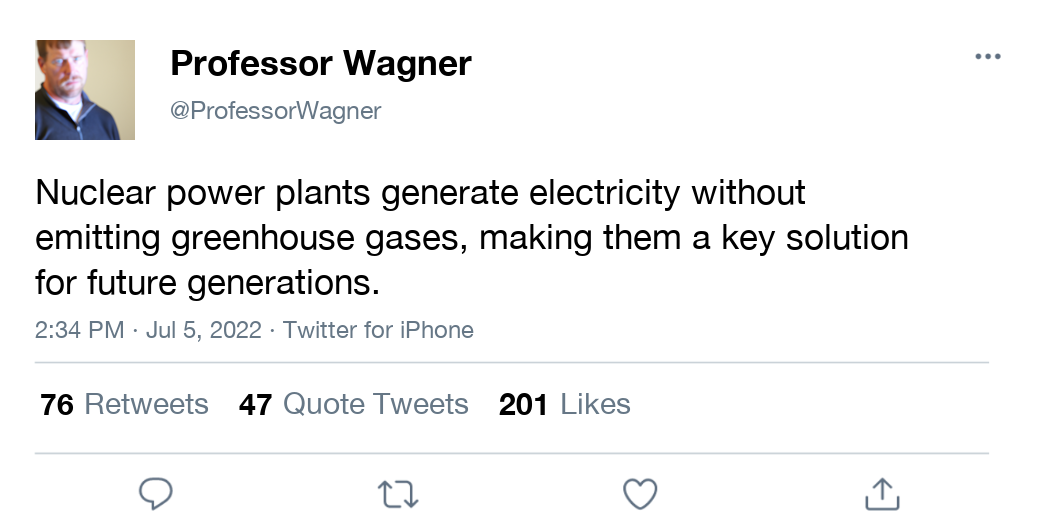 Professor Wagner
@ProfessorWagner
Nuclear power plants generate electricity without
emitting greenhouse gases, making them a key solution
for future generations.
2:34 PM · Jul 5, 2022 · Twitter for iPhone
76 Retweets 47 Quote Tweets 201 Likes